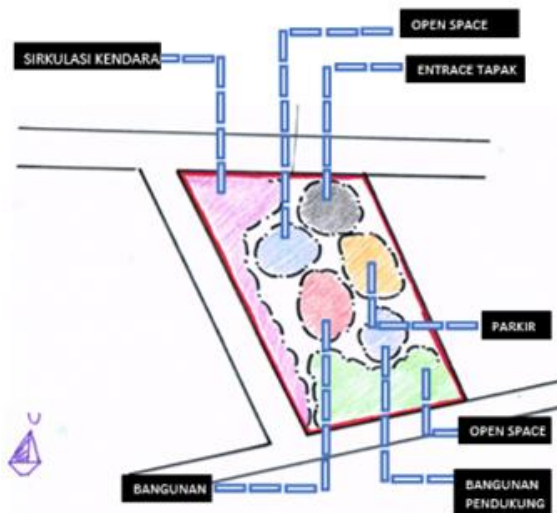 OPEN SPACE
SIRKULASI KENDARA
ENTRACE TAPAK
PARKIR
OPEN SPACE
BANGUNAN
BANGUNAN
PENDUKUNG
U